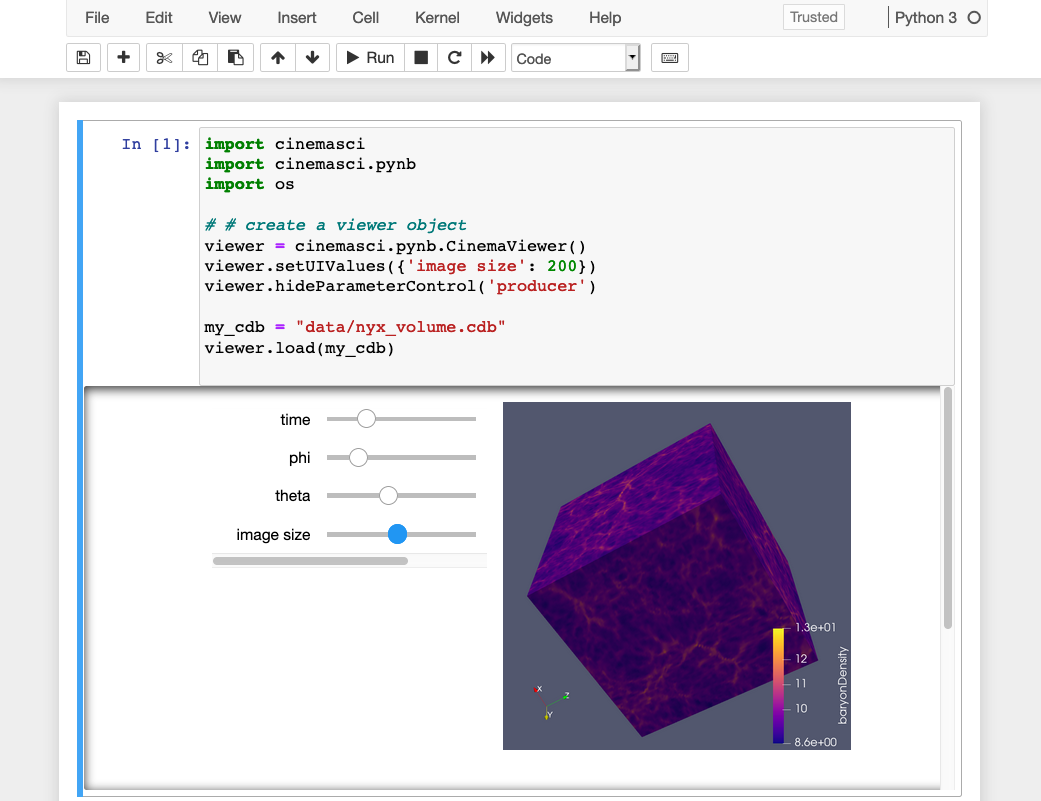 File Edit View Insert Cell Kernel Widgets Help Trusted Python 3
Run Code
In [1]: import cinemasci
import cinemasci.pynb
import os
# # create a viewer object
viewer = cinemasci.pynb.CinemaViewer()
viewer.setUIValues({'image size': 200})
viewer.hideParameterControl('producer')
my_cdb = "data/nyx_volume.cdb"
viewer.load(my_cdb)
time
phi
theta
image size
1.3e+01
12
11
10
8.6e+00
baryonDensity
X
Z
Y